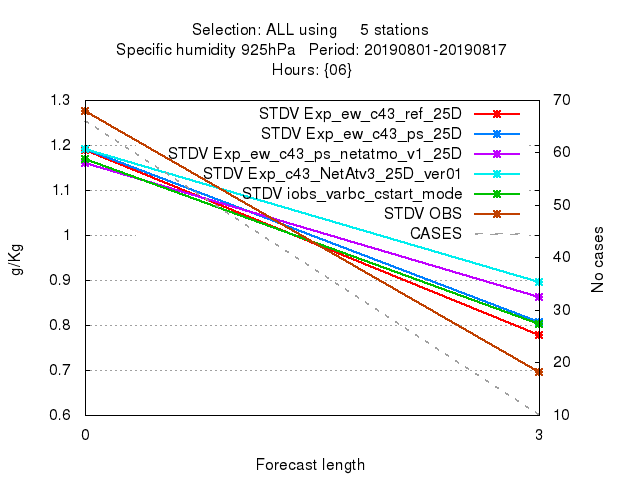 Selection: ALL using     5 stations
Specific humidity 925hPa   Period: 20190801-20190817
Hours: {06}
STDV Exp_ew_c43_ref_25D
STDV Exp_ew_c43_ps_25D
STDV Exp_ew_c43_ps_netatmo_v1_25D
STDV Exp_c43_NetAtv3_25D_ver01
STDV iobs_varbc_cstart_mode
STDV OBS
CASES
g/Kg
1.3
1.2
1.1
1
0.9
0.8
0.7
0.6
70
60
50
40
30
20
10
No cases
0
3
Forecast length